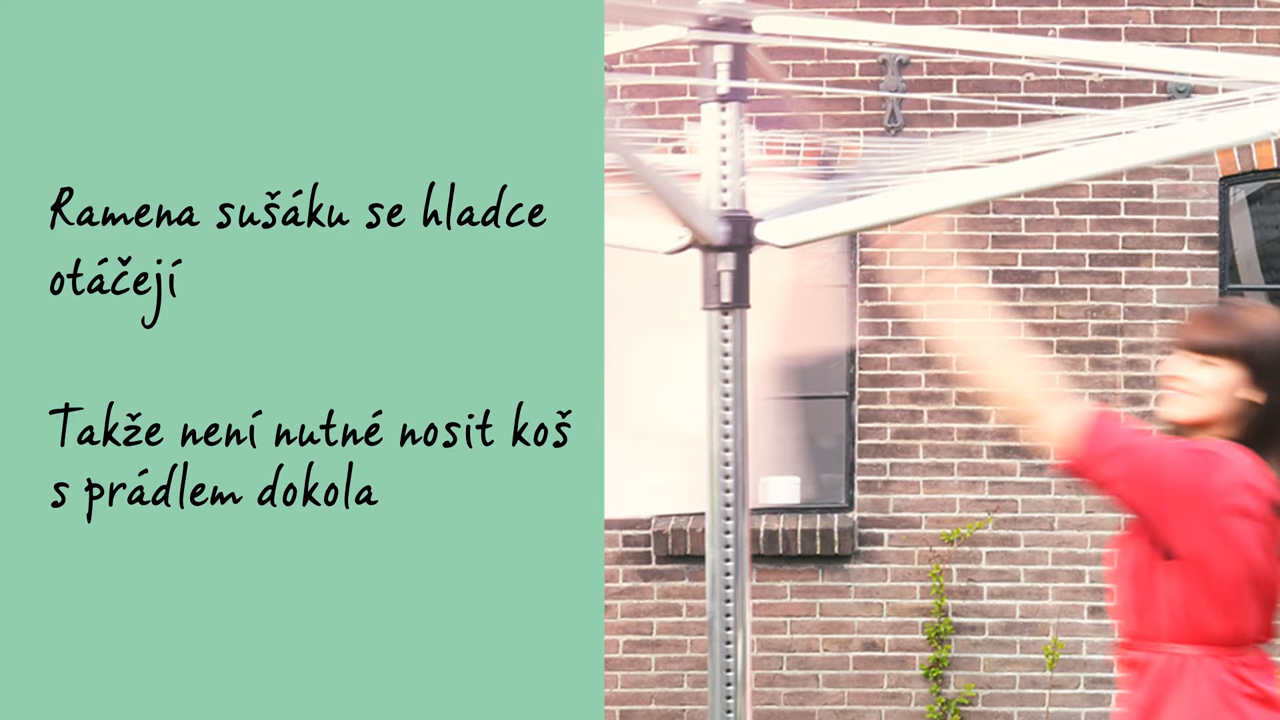 Ramena sušáku se hladce
otáčejí
Takže není nutné nosit koš
s prádlem dokola